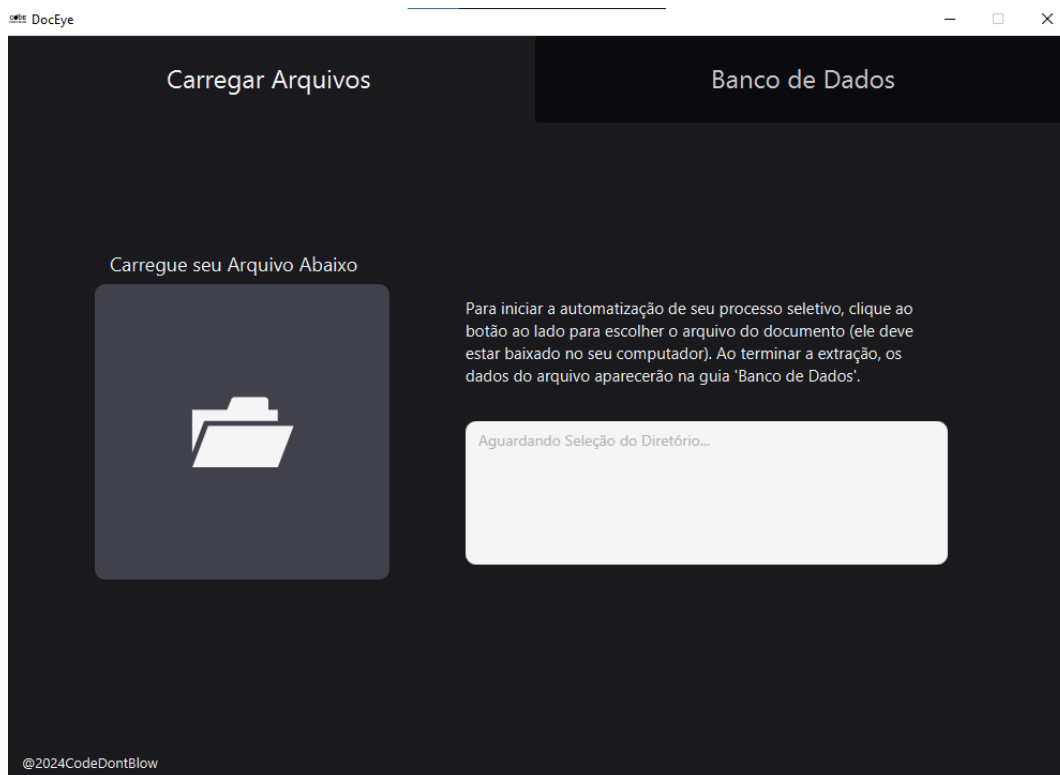 DocEye
Carregar Arquivos
Banco de Dados
Carregue seu Arquivo Abaixo
Para iniciar a automatização de seu processo seletivo, clique ao
botão ao lado para escolher o arquivo do documento (ele deve
estar baixado no seu computador). Ao terminar a extração, os
dados do arquivo aparecerão na guia 'Banco de Dados'.
Aguardando Seleção do Diretório...
@2024CodeDontBlow